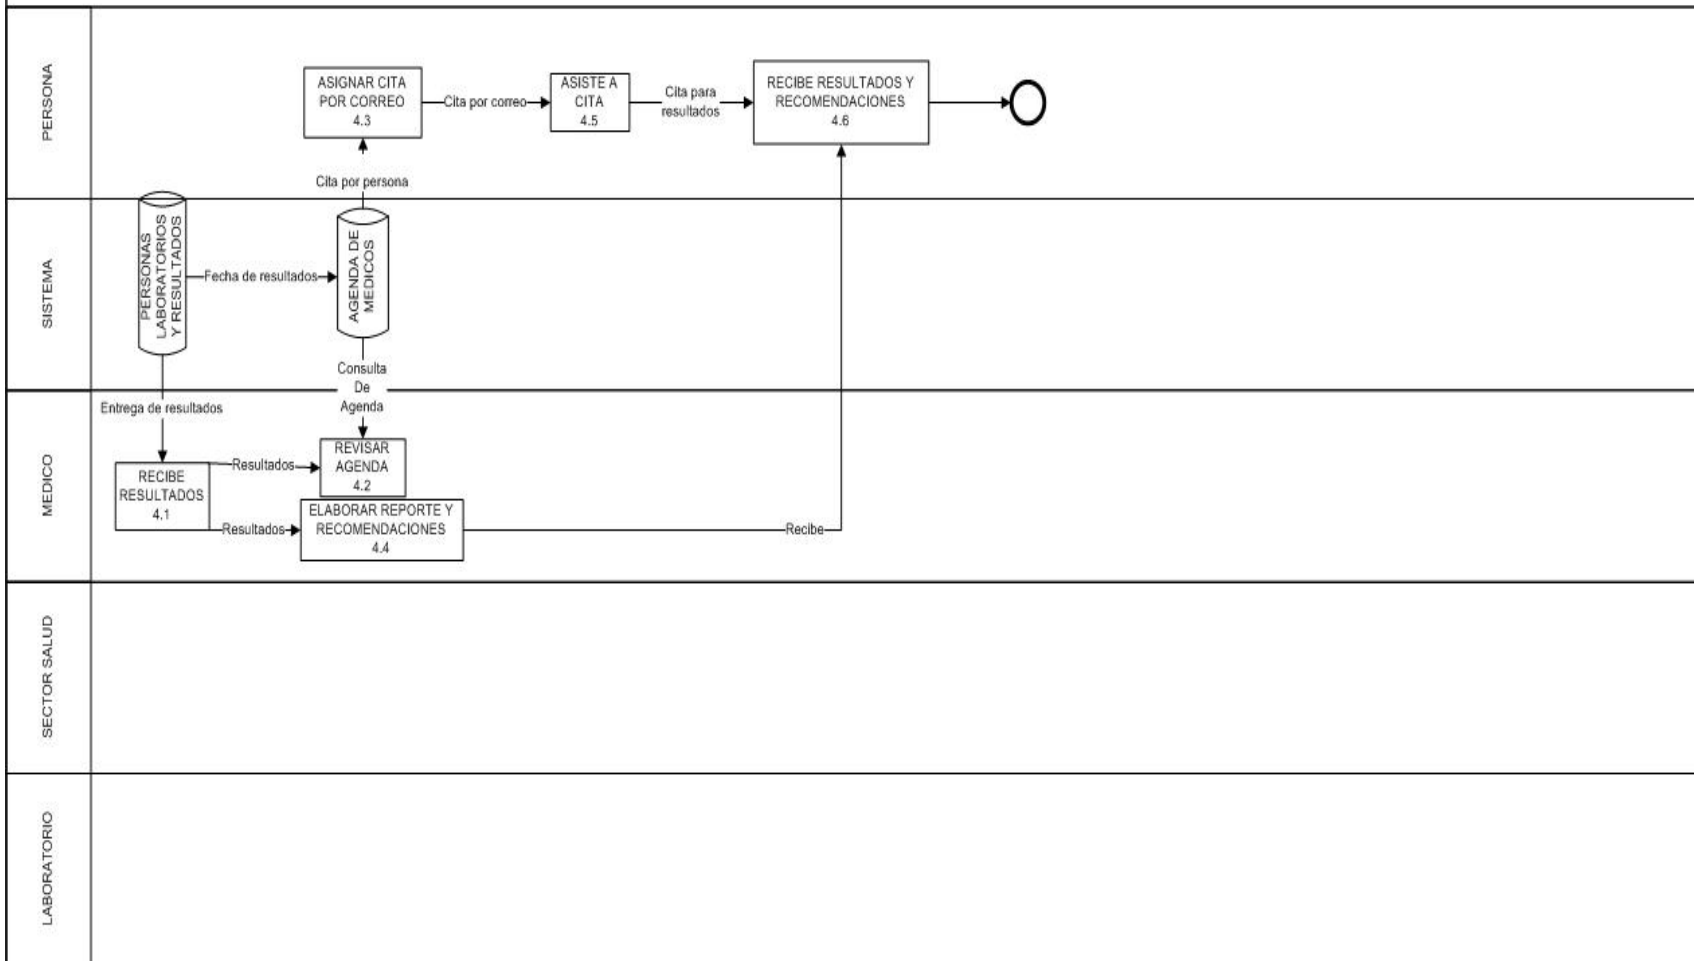 PERSONA
ASIGNAR CITA
POR CORREO
4.3
Cita por correo
ASISTE A
CITA
4.5
Cita para
resultados
RECIBE RESULTADOS Y
RECOMENDACIONES
4.6
Cita por persona
SISTEMA
PERSONAS
LABORATORIOS
Y RESULTADOS
Fecha de resultados
AGENDA DE
MEDICOS
Consulta
De
Agenda
Entrega de resultados
MEDICO
RECIBE
RESULTADOS
4.1
Resultados
REVISAR
AGENDA
4.2
Resultados
ELABORAR REPORTE Y
RECOMENDACIONES
4.4
Recibe
SECTOR SALUD
LABORATORIO